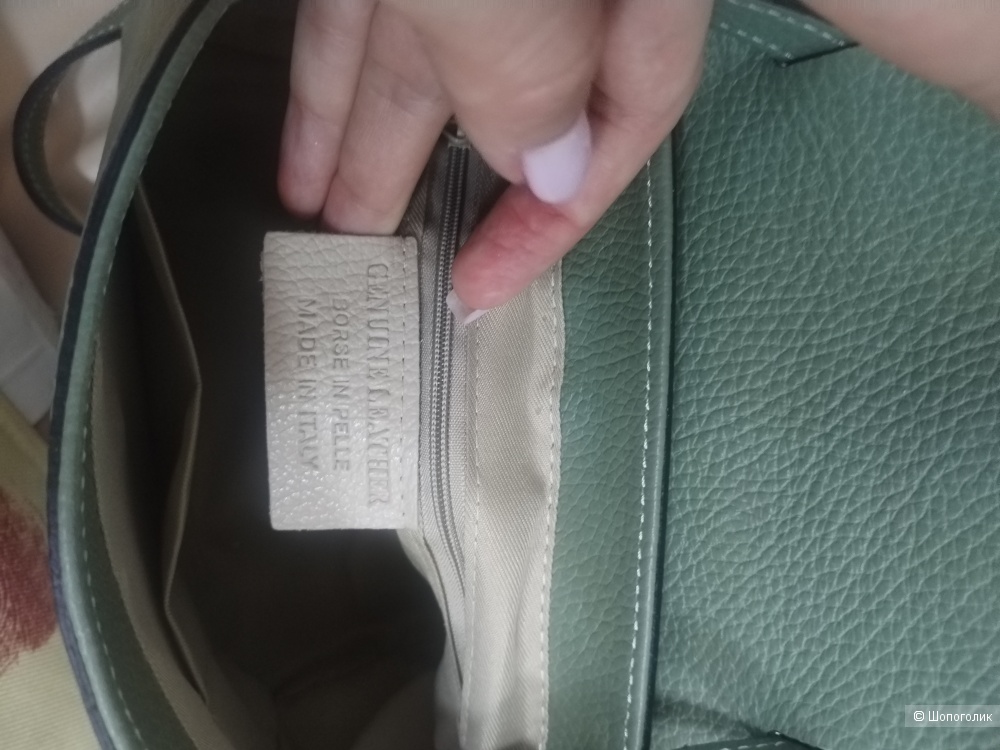 GENUINE LEATHER
BORSE IN PELLE
MADE IN ITALY
© Шопоголик